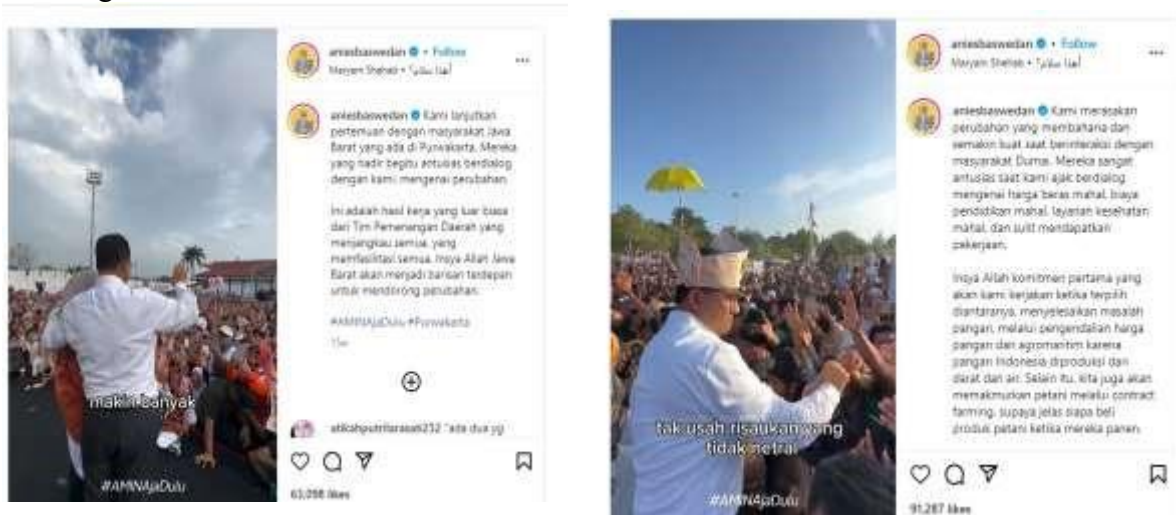 aniesbaswedan • Follow
Maryam Shehab •
aniesbaswedan Kami lanjutkan
pertemuan dengan masyarakat Jawa
Barat yang ada di Purwakarta. Mereka
yang hadir begitu antusias berdialog
dengan kami mengenai perubahan.
Ini adalah hasil kerja yang luar biasa
dari Tim Pemenangan Daerah yang
menjangkau semua, yang
memfasilitasi semua. Insya Allah Jawa
Barat akan menjadi barisan terdepan
untuk mendorong perubahan.
#AMINAjaDulu #Purwakarta
atikahputrilarasati232 "ada dua yg
63,098 likes
makin banyak
#AMINAjaDulu
aniesbaswedan • Follow
Maryam Shehab •
aniesbaswedan Kami merasakan
perubahan yang membahana dan
semakin kuat saat berinteraksi dengan
masyarakat Dumai. Mereka sangat
antusias saat kami ajak berdialog
mengenai harga beras mahal, biaya
pendidikan mahal, layanan kesehatan
mahal, dan sulit mendapatkan
pekerjaan.
Insya Allah komitmen pertama yang
akan kami kerjakan ketika terpilih
diantaranya, menyelesaikan masalah
pangan, melalui pengendalian harga
pangan dan agromaritim karena
pangan Indonesia diproduksi dari
darat dan air. Selain itu, kita juga akan
memakmurkan petani melalui contract
farming, supaya jelas siapa beli
produk petani ketika mereka panen.
91,287 likes
tak usah risaukan yang
tidak netral
#AMINAjaDulu